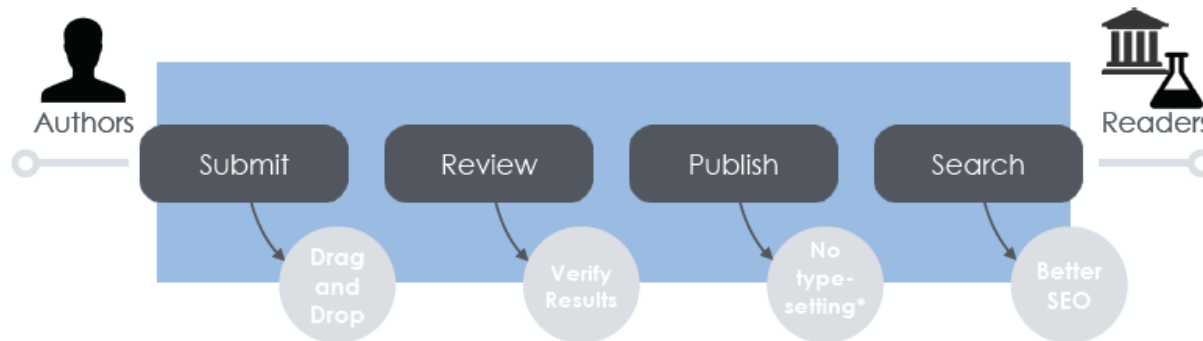 Authors
Readers
Submit
Review
Publish
Search
Drag
and
Drop
Verify
Results
No
type-
setting*
Better
SEO